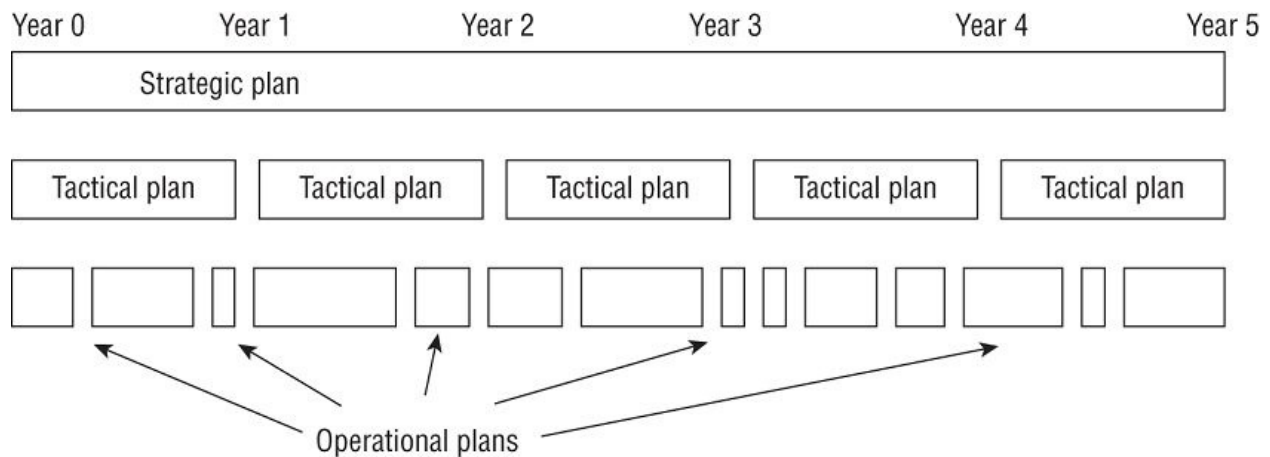 Year 0 Year 1 Year 2 Year 3 Year 4 Year 5
Strategic plan
Tactical plan Tactical plan Tactical plan Tactical plan Tactical plan
Operational plans